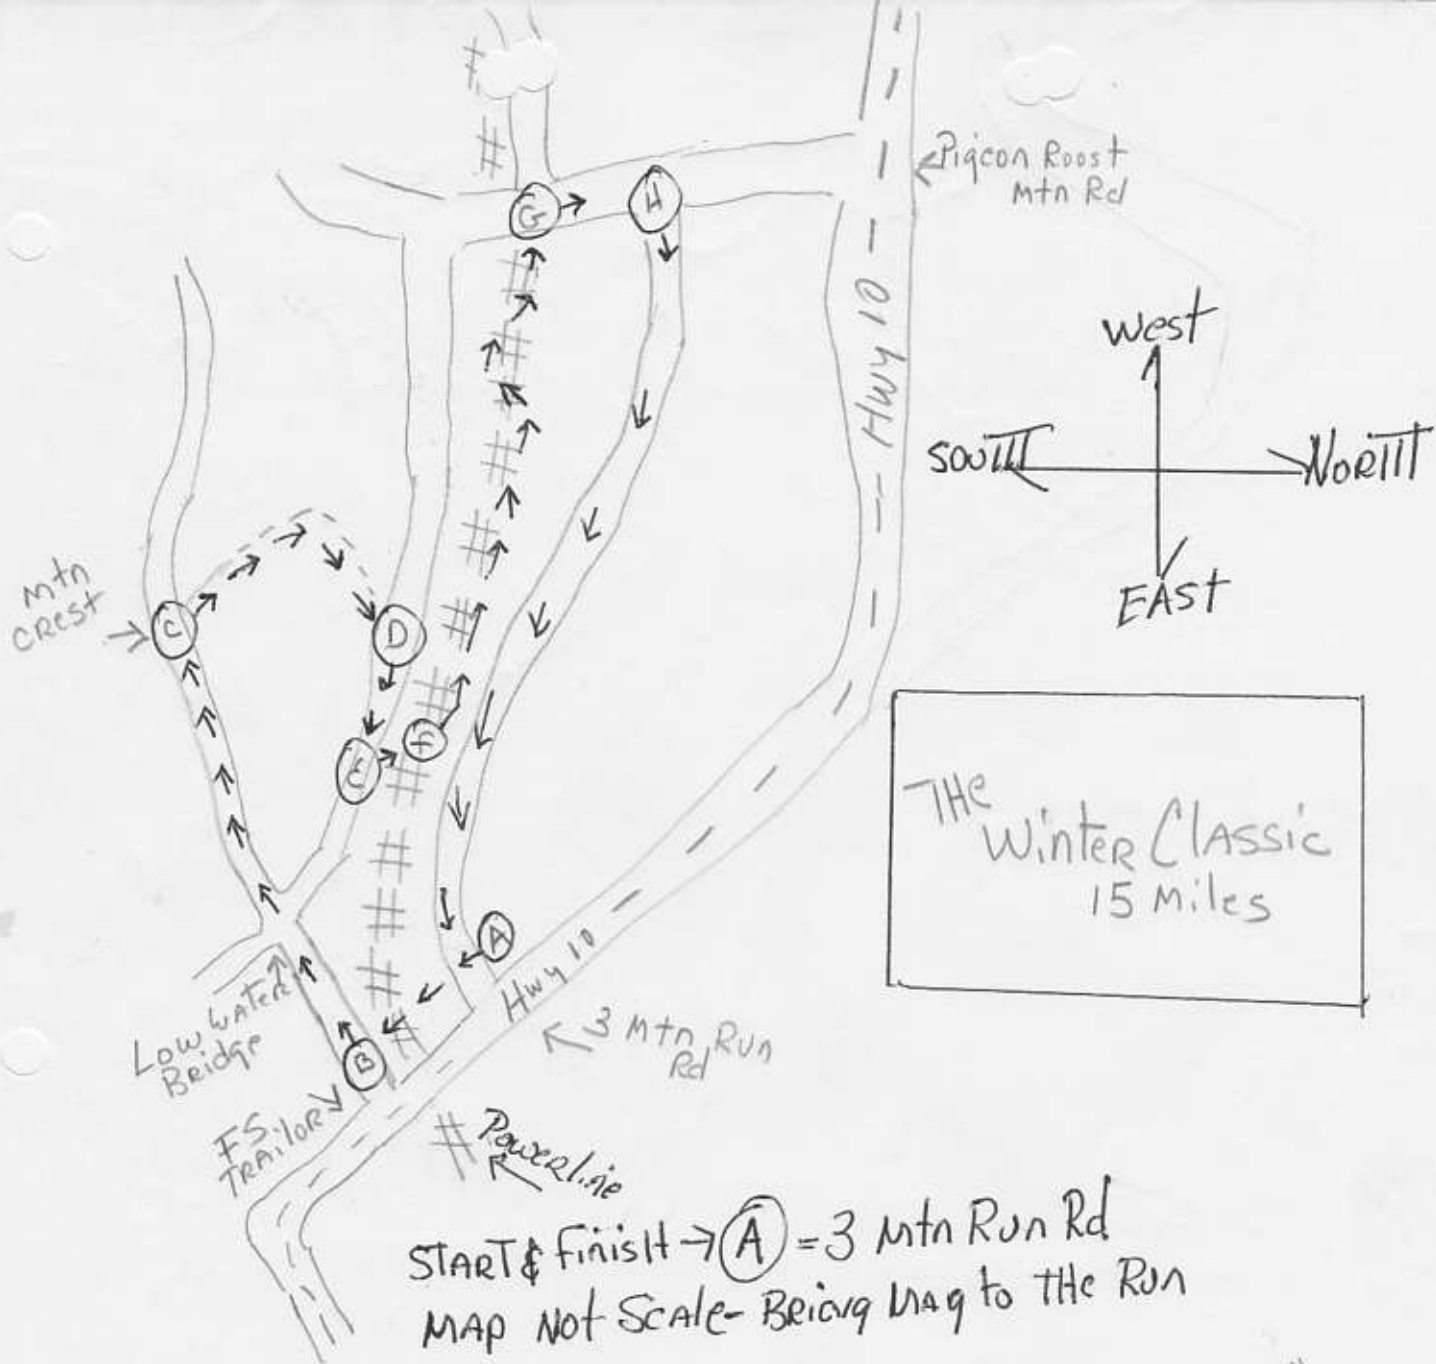 G
H
Pigeon Roost
Mtn Rd
Hwy 10
West
South
North
East
Mtn
Crest
C
D
E
F
The
Winter Classic
15 Miles
A
Hwy 10
3 Mtn Run
Rd
Low Water
Bridge
B
FS.
Trailor
Powerline
Start & Finish → A = 3 Mtn Run Rd
Map Not Scale - Bring Map to The Run